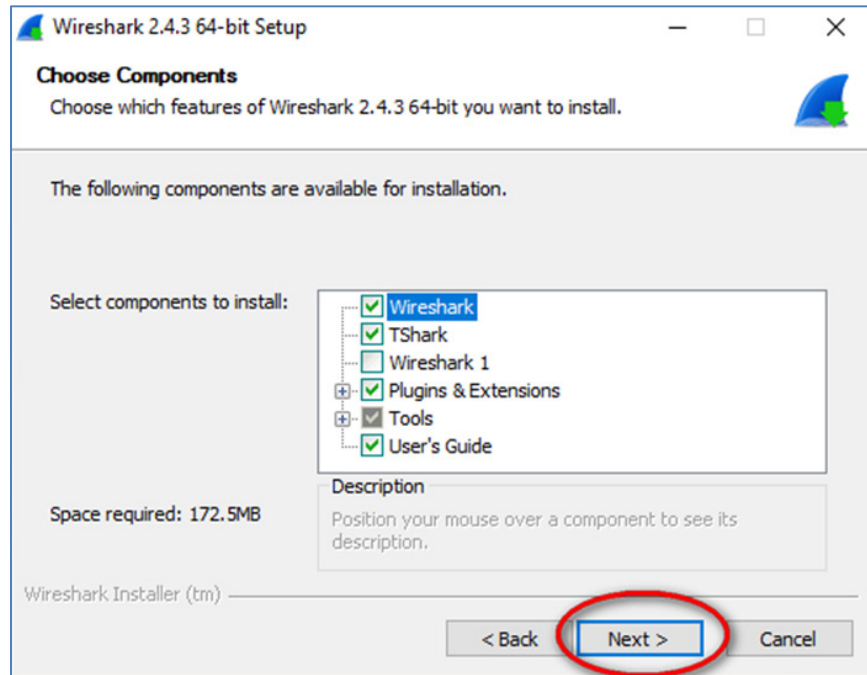 Wireshark 2.4.3 64-bit Setup
Choose Components
Choose which features of Wireshark 2.4.3 64-bit you want to install.
The following components are available for installation.
Select components to install:
Wireshark
TShark
Wireshark 1
Plugins & Extensions
Tools
User's Guide
Space required: 172.5MB
Description
Position your mouse over a component to see its
description.
Wireshark Installer (tm)
< Back
Next >
Cancel